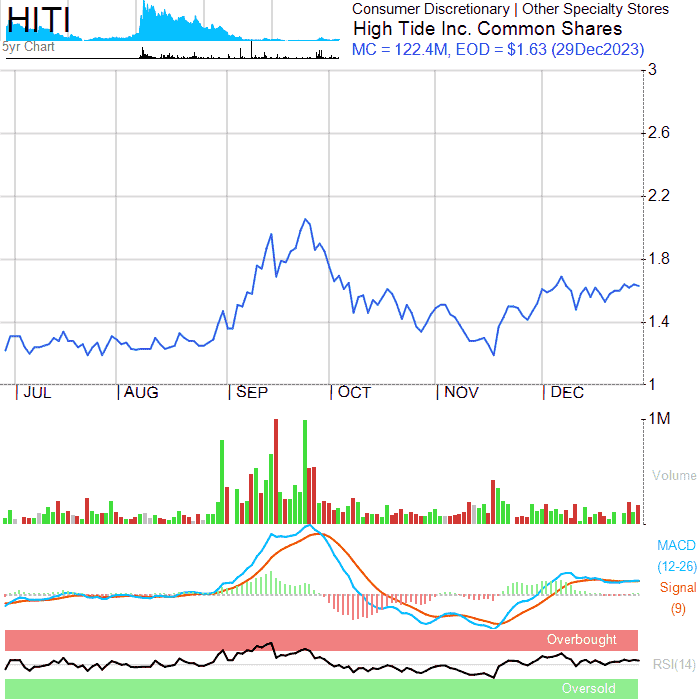 HITI
5yr Chart
Consumer Discretionary | Other Specialty Stores
High Tide Inc. Common Shares
MC = 122.4M, EOD = $1.63 (29Dec2023)
3
2.6
2.2
1.8
1.4
1
JUL AUG SEP OCT NOV DEC
1M
Volume
MACD
(12-26)
Signal
(9)
Overbought
RSI(14)
Oversold